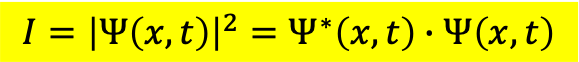 I = |Ψ(x, t)|² = Ψ*(x, t) · Ψ(x, t)